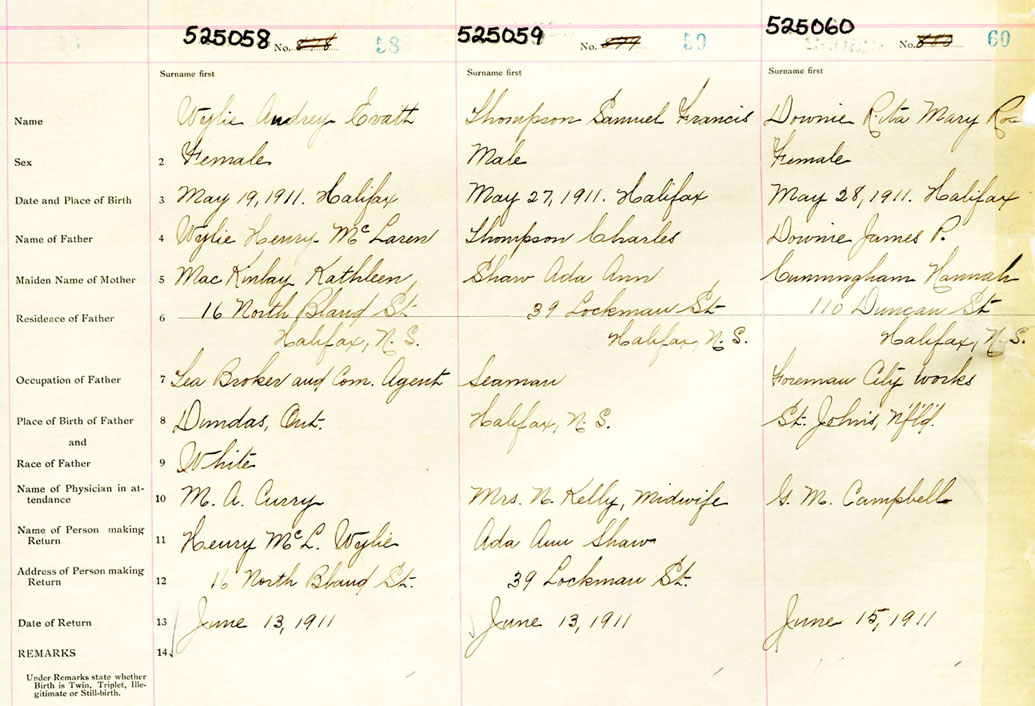 525058 No. 878 58 525059 No. 879 59 525060 No. 880 60
Surname first Surname first Surname first
Name Wylie Audrey Evath Thompson Samuel Francis Downie Rita Mary
Sex 2 Female Male Female
Date and Place of Birth 3 May 19, 1911. Halifax May 27, 1911. Halifax May 28, 1911. Halifax
Name of Father 4 Wylie Henry McLaren Thompson Charles Downie James P.
Maiden Name of Mother 5 MacKinlay Kathleen Shaw Ada Ann Cunningham Hannah
Residence of Father 6 16 North Bland St 39 Lockman St 110 Duncan St
Halifax, N.S. Halifax, N.S. Halifax, N.S.
Occupation of Father 7 Tea Broker and Com. Agent Seaman Foreman City works
Place of Birth of Father 8 Dundas, Ont. Halifax, N.S. St. John's, N'f'l'd.
and
Race of Father 9 White
Name of Physician in at-
tendance 10 M. A. Curry Mrs. N. Kelly, Midwife G. M. Campbell
Name of Person making
Return 11 Henry McL. Wylie Ada Ann Shaw
Address of Person making
Return 12 16 North Bland St. 39 Lockman St.
Date of Return 13 June 13, 1911 June 13, 1911 June 15, 1911
REMARKS 14
Under Remarks state whether
Birth is Twin, Triplet, Ille-
gitimate or Still-birth.